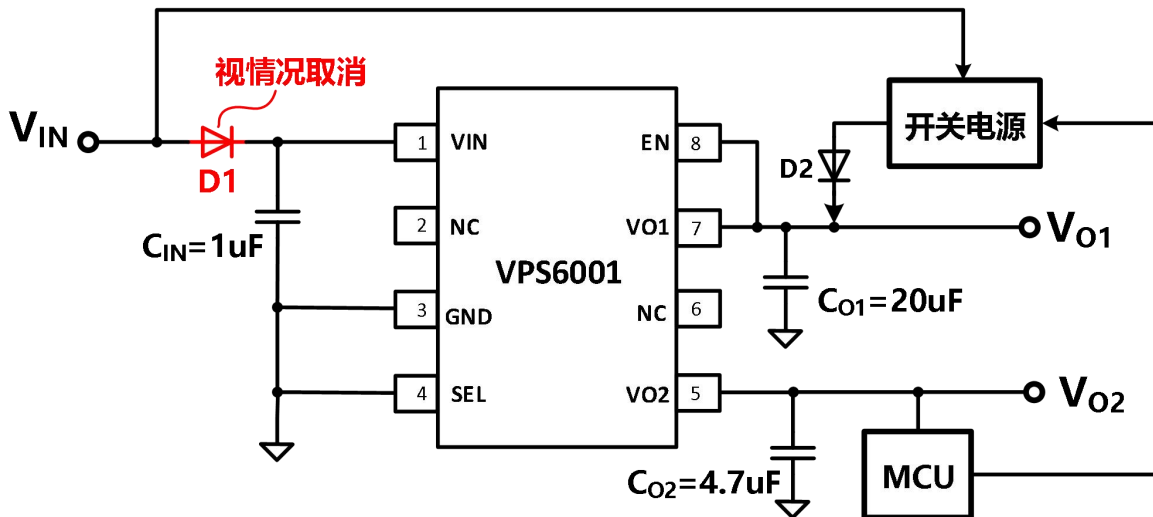 视情况取消
VIN
D1
CIN=1uF
1
VIN
2
NC
3
GND
4
SEL
VPS6001
EN
8
VO1
7
NC
6
VO2
5
开关电源
D2
VO1
CO1=20uF
VO2
CO2=4.7uF
MCU